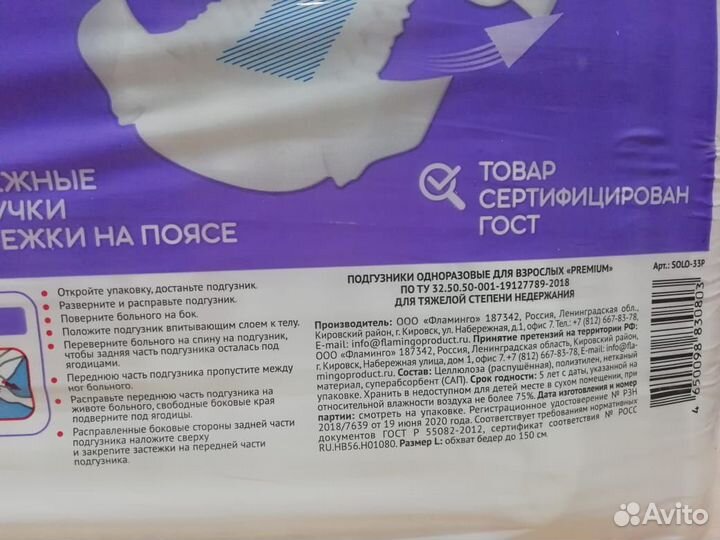 ЖНЫЕ
УЧКИ
ЕЖКИ НА ПОЯСЕ
ТОВАР
СЕРТИФИЦИРОВАН
ГОСТ
Откройте упаковку, достаньте подгузник.
Разверните и расправьте подгузник.
Поверните больного на бок.
Положите подгузник впитывающим слоем к телу.
Переверните больного на спину на подгузник,
чтобы задняя часть подгузника осталась под
ягодицами.
Переднюю часть подгузника пропустите между
ног больного.
Расправьте переднюю часть подгузника на
животе больного, свободные боковые края
подверните под ягодицы.
Расправленные боковые стороны задней части
подгузника наложите сверху
и закрепите застежки на передней части
подгузника.
ПОДГУЗНИКИ ОДНОРАЗОВЫЕ ДЛЯ ВЗРОСЛЫХ «PREMIUM»
ПО ТУ 32.50.50-001-19127789-2018
ДЛЯ ТЯЖЕЛОЙ СТЕПЕНИ НЕДЕРЖАНИЯ
Арт.: SOLO-33P
Производитель: ООО «Фламинго» 187342, Россия, Ленинградская обл.,
Кировский район, г. Кировск, ул. Набережная, д.1, офис 7. Тел.: +7 (812) 667-83-78,
E-mail: info@flamingoproduct.ru. Принятие претензий на территории РФ:
ООО «Фламинго» 187342, Россия, Ленинградская область, Кировский район,
г. Кировск, Набережная улица, дом 1, офис 7. +7 (812) 667-83-78, E-mail: info@fla-
mingoproduct.ru. Состав: Целлюлоза (распушённая), полиэтилен, нетканый
материал, суперабсорбент (САП). Срок годности: 5 лет с даты, указанной на
упаковке. Хранить в недоступном для детей месте в сухом помещении, при
относительной влажности воздуха не более 75%. Дата изготовления и номер
партии: смотреть на упаковке. Регистрационное удостоверение № РЗН
2018/7639 от 19 июня 2020 года. Соответствует требованиям нормативных
документов ГОСТ Р 55082-2012, сертификат соответствия № РОСС
RU.HB56.H01080. Размер L: обхват бедер до 150 см.
4 650098 830803
Avito